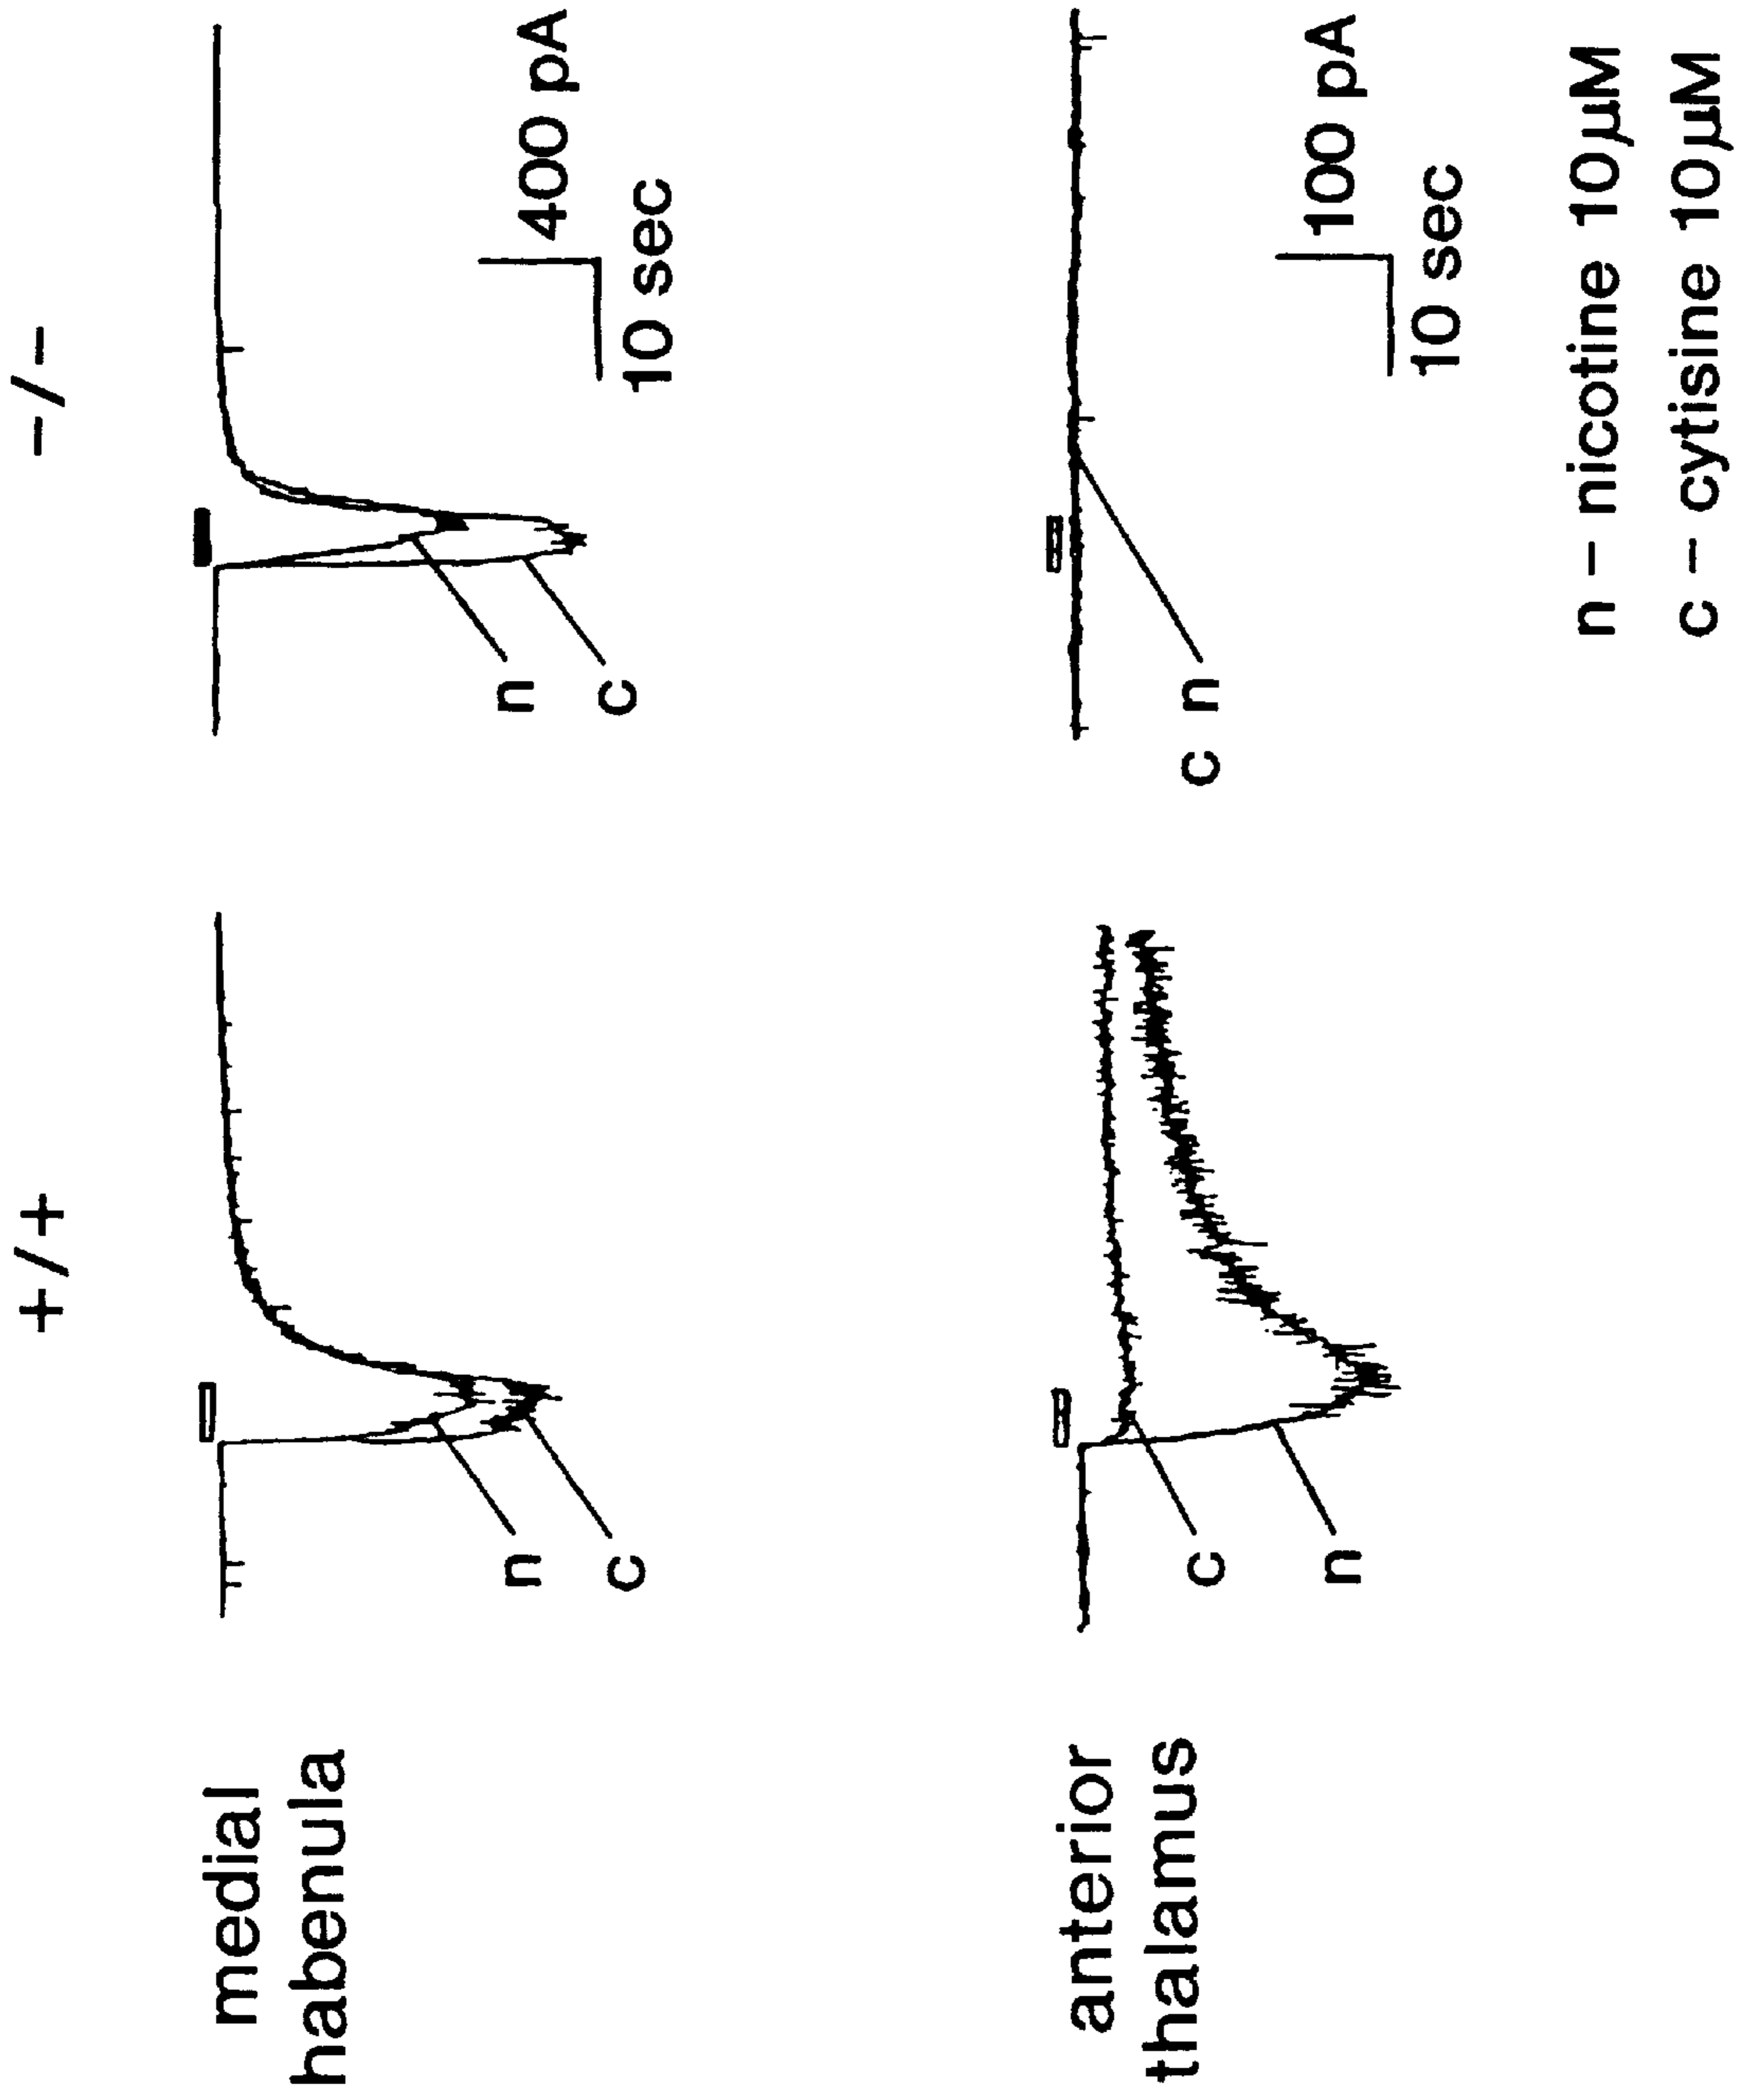 +/+
−/−
medial
habenula
n
c
n
c
400 pA
10 sec
anterior
thalamus
c
n
c n
100 pA
10 sec
n – nicotine 10µM
c – cytisine 10µM